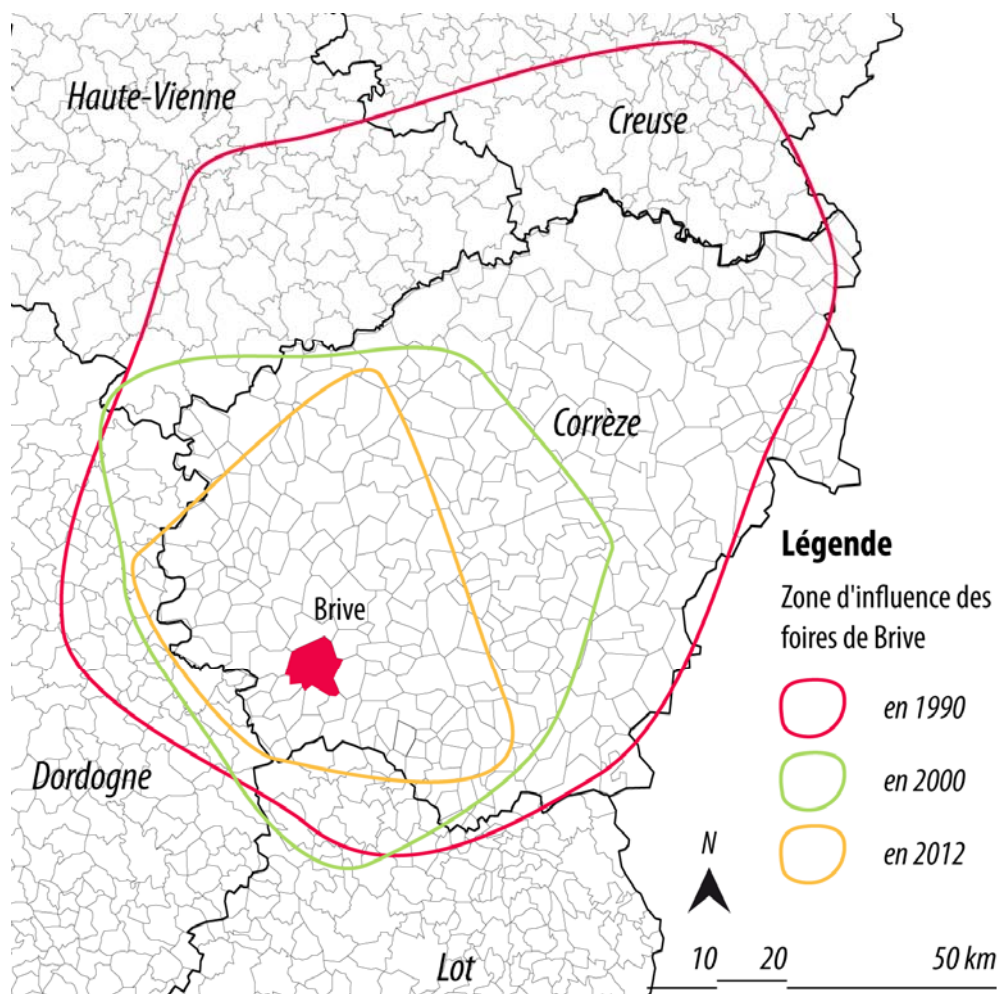 Haute-Vienne
Creuse
Corrèze
Brive
Dordogne
Lot
Légende
Zone d'influence des
foires de Brive
en 1990
en 2000
en 2012
N
10 20 50 km